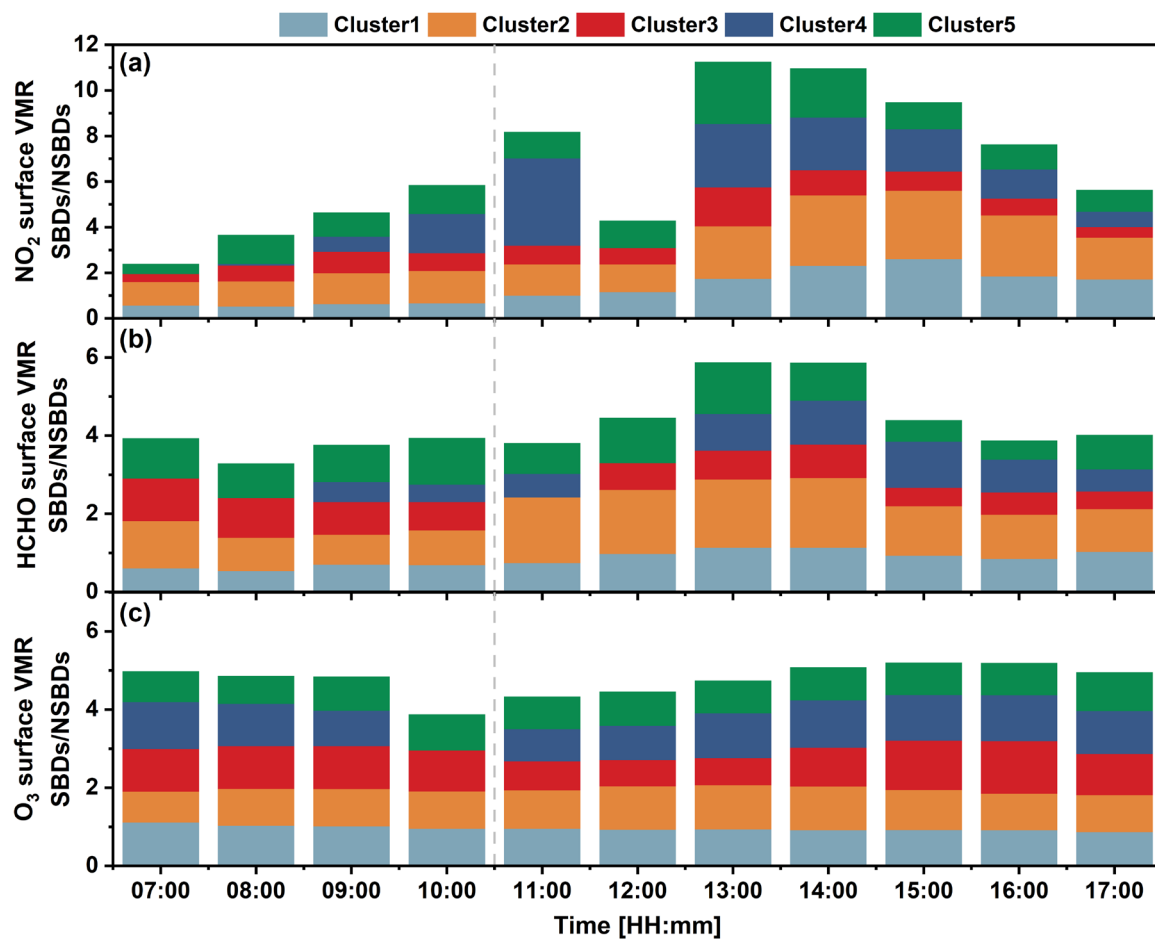 Cluster1 Cluster2 Cluster3 Cluster4 Cluster5
(a)
NO₂ surface VMR
SBDs/NSBDs
12
10
8
6
4
2
0
(b)
HCHO surface VMR
SBDs/NSBDs
6
4
2
0
(c)
O₃ surface VMR
SBDs/NSBDs
6
4
2
0
07:00 08:00 09:00 10:00 11:00 12:00 13:00 14:00 15:00 16:00 17:00
Time [HH:mm]